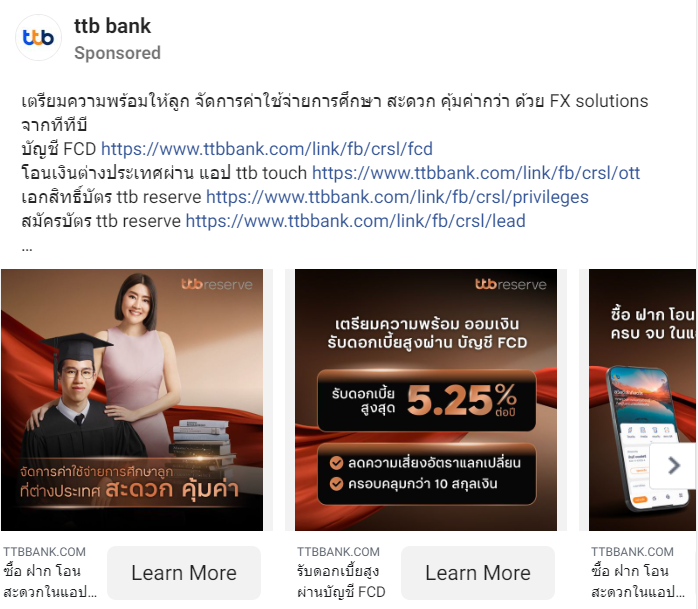 ttb
ttb bank
Sponsored
เตรียมความพร้อมให้ลูก จัดการค่าใช้จ่ายการศึกษา สะดวก คุ้มค่ากว่า ด้วย FX solutions
จากทีทีบี
บัญชี FCD https://www.ttbbank.com/link/fb/crsl/fcd
โอนเงินต่างประเทศผ่าน แอป ttb touch https://www.ttbbank.com/link/fb/crsl/ott
เอกสิทธิ์บัตร ttb reserve https://www.ttbbank.com/link/fb/crsl/privileges
สมัครบัตร ttb reserve https://www.ttbbank.com/link/fb/crsl/lead
...
ttb reserve
จัดการค่าใช้จ่ายการศึกษาลูก
ที่ต่างประเทศ สะดวก คุ้มค่า
TTBBANK.COM
ซื้อ ฝาก โอน
สะดวกในแอป...
Learn More
ttb reserve
เตรียมความพร้อม ออมเงิน
รับดอกเบี้ยสูงผ่าน บัญชี FCD
รับดอกเบี้ย
สูงสุด
5.25%
ต่อปี
ลดความเสี่ยงอัตราแลกเปลี่ยน
ครอบคลุมกว่า 10 สกุลเงิน
TTBBANK.COM
รับดอกเบี้ยสูง
ผ่านบัญชี FCD
Learn More
ซื้อ ฝาก โอน
ครบ จบ ในแ
TTBBANK.COM
ซื้อ ฝาก โอน
สะดวกในแอป...